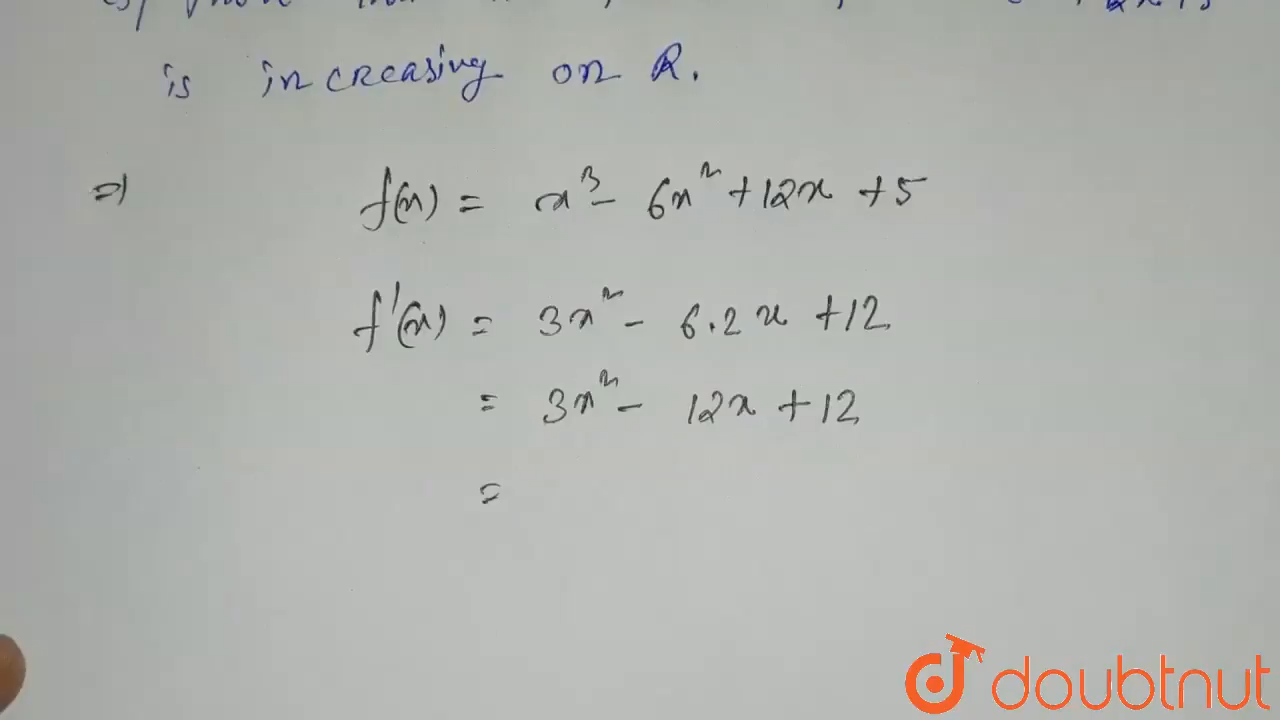 is increasing on R.
⇒ f(x) = x³ - 6x² + 12x + 5
f'(x) = 3x² - 6.2x + 12
= 3x² - 12x + 12
=
doubtnut